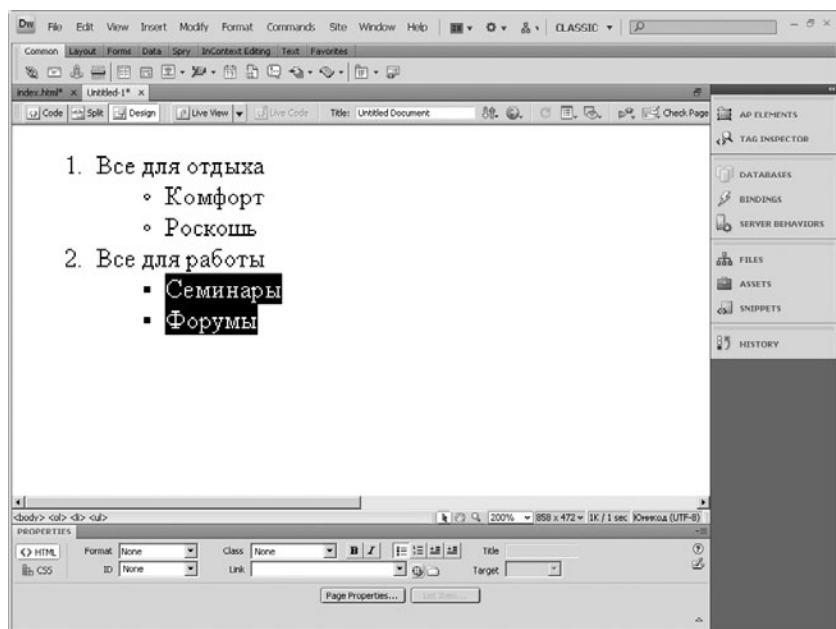 Dw File Edit View Insert Modify Format Commands Site Window Help CLASSIC
Common Layout Forms Data Spry InContext Editing Text Favorites
index.html* × Untitled-1* ×
Code Split Design Live View Live Code Title: Untitled Document Check Page
1. Все для отдыха
Комфорт
Роскошь
2. Все для работы
Семинары
Форумы
AP ELEMENTS
TAG INSPECTOR
DATABASES
BINDINGS
SERVER BEHAVIORS
FILES
ASSETS
SNIPPETS
HISTORY
<body> <ol> <li> <ul> 200% 858 x 472 1K / 1 sec Юникод (UTF-8)
PROPERTIES
<> HTML Format None Class None B I Title
CSS ID None Link Target
Page Properties... List Item...